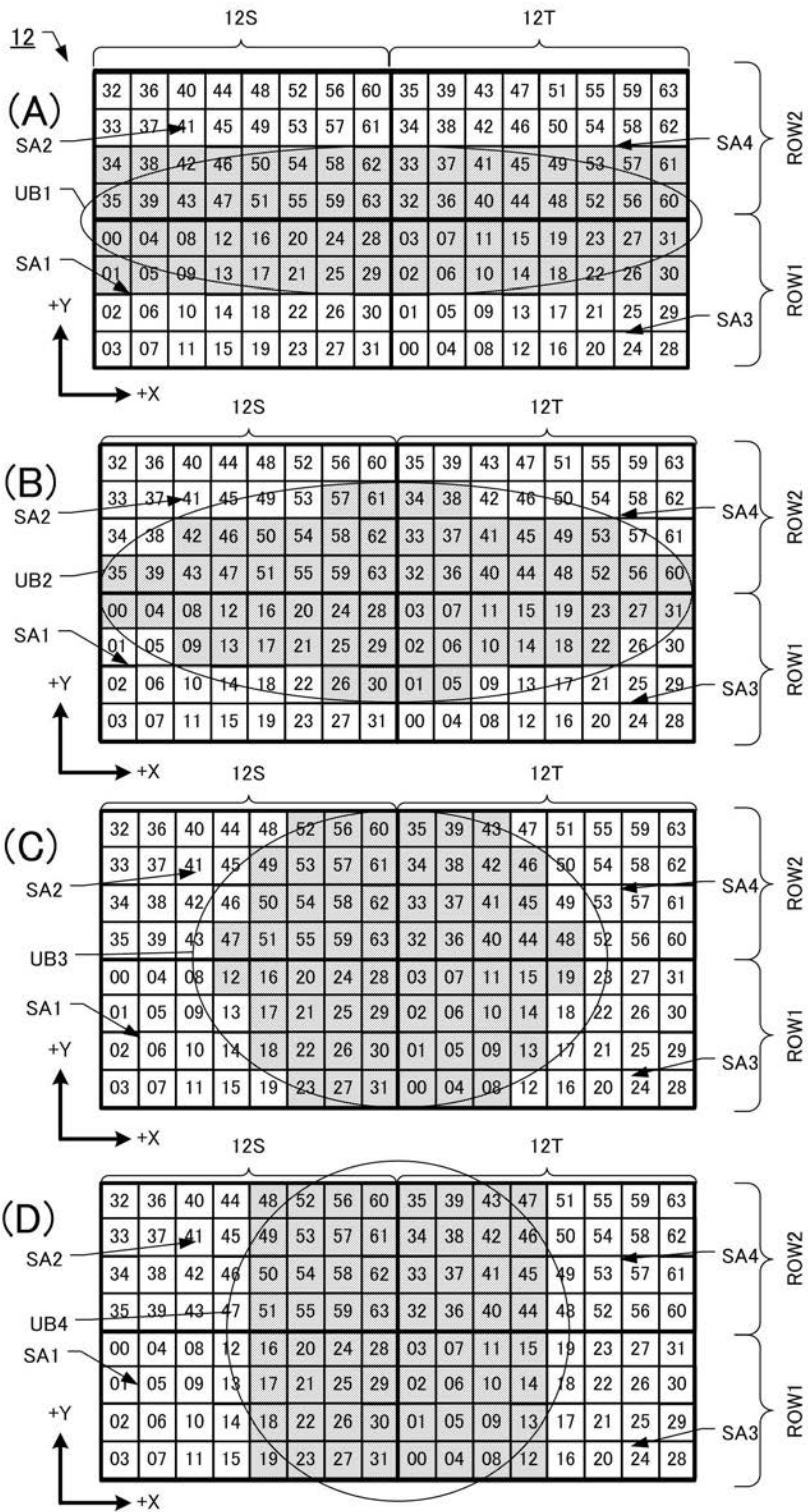 12
12S 12T
(A)
32 36 40 44 48 52 56 60 35 39 43 47 51 55 59 63
33 37 41 45 49 53 57 61 34 38 42 46 50 54 58 62
34 38 42 46 50 54 58 62 33 37 41 45 49 53 57 61
35 39 43 47 51 55 59 63 32 36 40 44 48 52 56 60
00 04 08 12 16 20 24 28 03 07 11 15 19 23 27 31
01 05 09 13 17 21 25 29 02 06 10 14 18 22 26 30
02 06 10 14 18 22 26 30 01 05 09 13 17 21 25 29
03 07 11 15 19 23 27 31 00 04 08 12 16 20 24 28
SA2
UB1
SA1
SA4
SA3
ROW2
ROW1
+Y
+X
12S 12T
(B)
32 36 40 44 48 52 56 60 35 39 43 47 51 55 59 63
33 37 41 45 49 53 57 61 34 38 42 46 50 54 58 62
34 38 42 46 50 54 58 62 33 37 41 45 49 53 57 61
35 39 43 47 51 55 59 63 32 36 40 44 48 52 56 60
00 04 08 12 16 20 24 28 03 07 11 15 19 23 27 31
01 05 09 13 17 21 25 29 02 06 10 14 18 22 26 30
02 06 10 14 18 22 26 30 01 05 09 13 17 21 25 29
03 07 11 15 19 23 27 31 00 04 08 12 16 20 24 28
SA2
UB2
SA1
SA4
SA3
ROW2
ROW1
+Y
+X
12S 12T
(C)
32 36 40 44 48 52 56 60 35 39 43 47 51 55 59 63
33 37 41 45 49 53 57 61 34 38 42 46 50 54 58 62
34 38 42 46 50 54 58 62 33 37 41 45 49 53 57 61
35 39 43 47 51 55 59 63 32 36 40 44 48 52 56 60
00 04 08 12 16 20 24 28 03 07 11 15 19 23 27 31
01 05 09 13 17 21 25 29 02 06 10 14 18 22 26 30
02 06 10 14 18 22 26 30 01 05 09 13 17 21 25 29
03 07 11 15 19 23 27 31 00 04 08 12 16 20 24 28
SA2
UB3
SA1
SA4
SA3
ROW2
ROW1
+Y
+X
12S 12T
(D)
32 36 40 44 48 52 56 60 35 39 43 47 51 55 59 63
33 37 41 45 49 53 57 61 34 38 42 46 50 54 58 62
34 38 42 46 50 54 58 62 33 37 41 45 49 53 57 61
35 39 43 47 51 55 59 63 32 36 40 44 48 52 56 60
00 04 08 12 16 20 24 28 03 07 11 15 19 23 27 31
01 05 09 13 17 21 25 29 02 06 10 14 18 22 26 30
02 06 10 14 18 22 26 30 01 05 09 13 17 21 25 29
03 07 11 15 19 23 27 31 00 04 08 12 16 20 24 28
SA2
UB4
SA1
SA4
SA3
ROW2
ROW1
+Y
+X